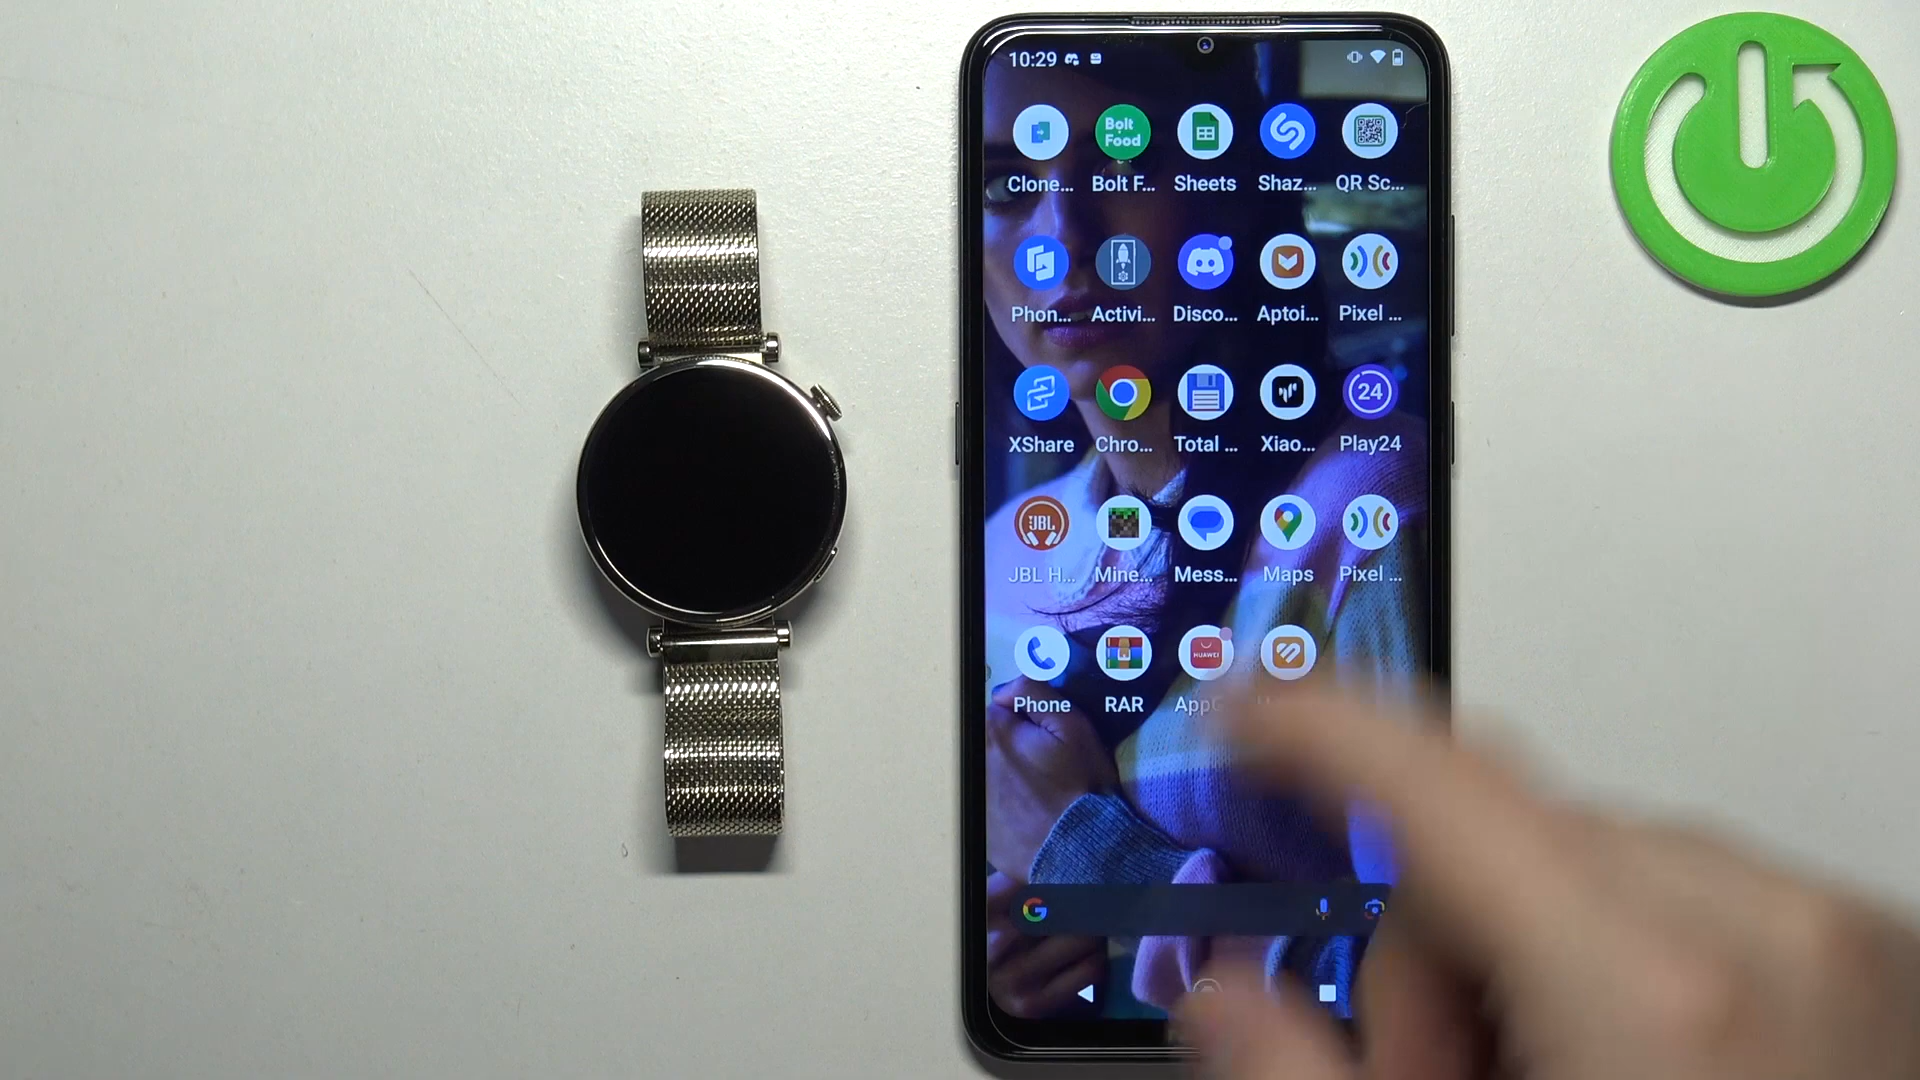 10:29
Bolt Food
Clone... Bolt F... Sheets Shaz... QR Sc...
Phon... Activi... Disco... Aptoi... Pixel ...
24
XShare Chro... Total ... Xiao... Play24
JBL
JBL H... Mine... Mess... Maps Pixel ...
HUAWEI
Phone RAR